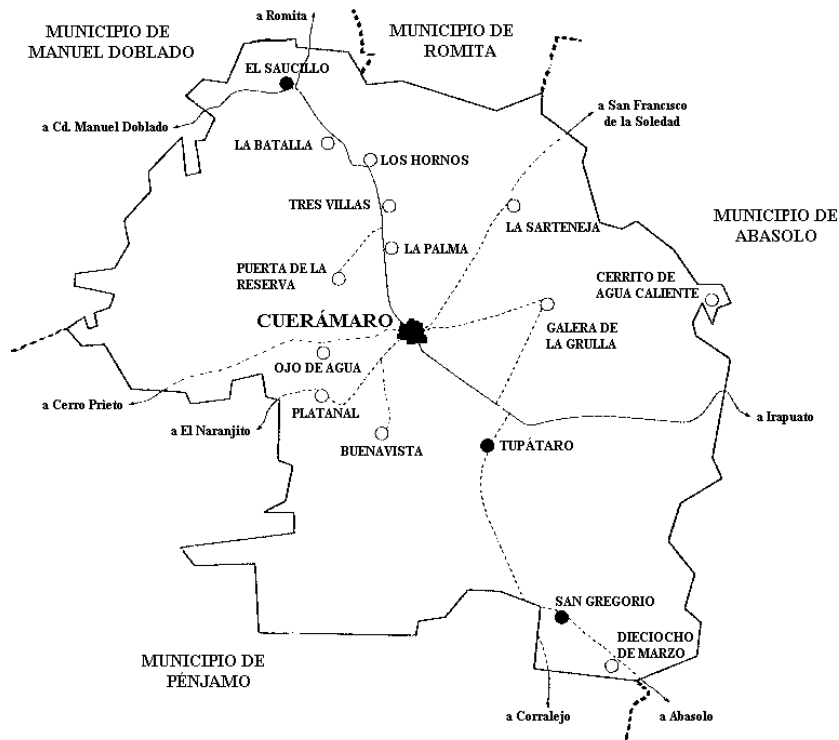 a Romita
MUNICIPIO DE
MANUEL DOBLADO
MUNICIPIO DE
ROMITA
EL SAUCILLO
a Cd. Manuel Doblado
a San Francisco
de la Soledad
LA BATALLA
LOS HORNOS
TRES VILLAS
LA SARTENEJA
MUNICIPIO DE
ABASOLO
LA PALMA
PUERTA DE LA
RESERVA
CERRITO DE
AGUA CALIENTE
CUERÁMARO
GALERA DE
LA GRULLA
OJO DE AGUA
a Cerro Prieto
PLATANAL
a El Naranjito
a Irapuato
BUENAVISTA
TUPÁTARO
SAN GREGORIO
DIECIOCHO
DE MARZO
MUNICIPIO DE
PÉNJAMO
a Corralejo
a Abasolo